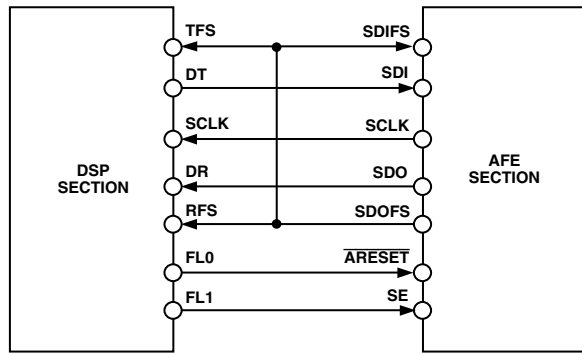 TFS SDIFS
DT SDI
SCLK SCLK
DSP
SECTION
AFE
SECTION
DR SDO
RFS SDOFS
FL0 ARESET
FL1 SE